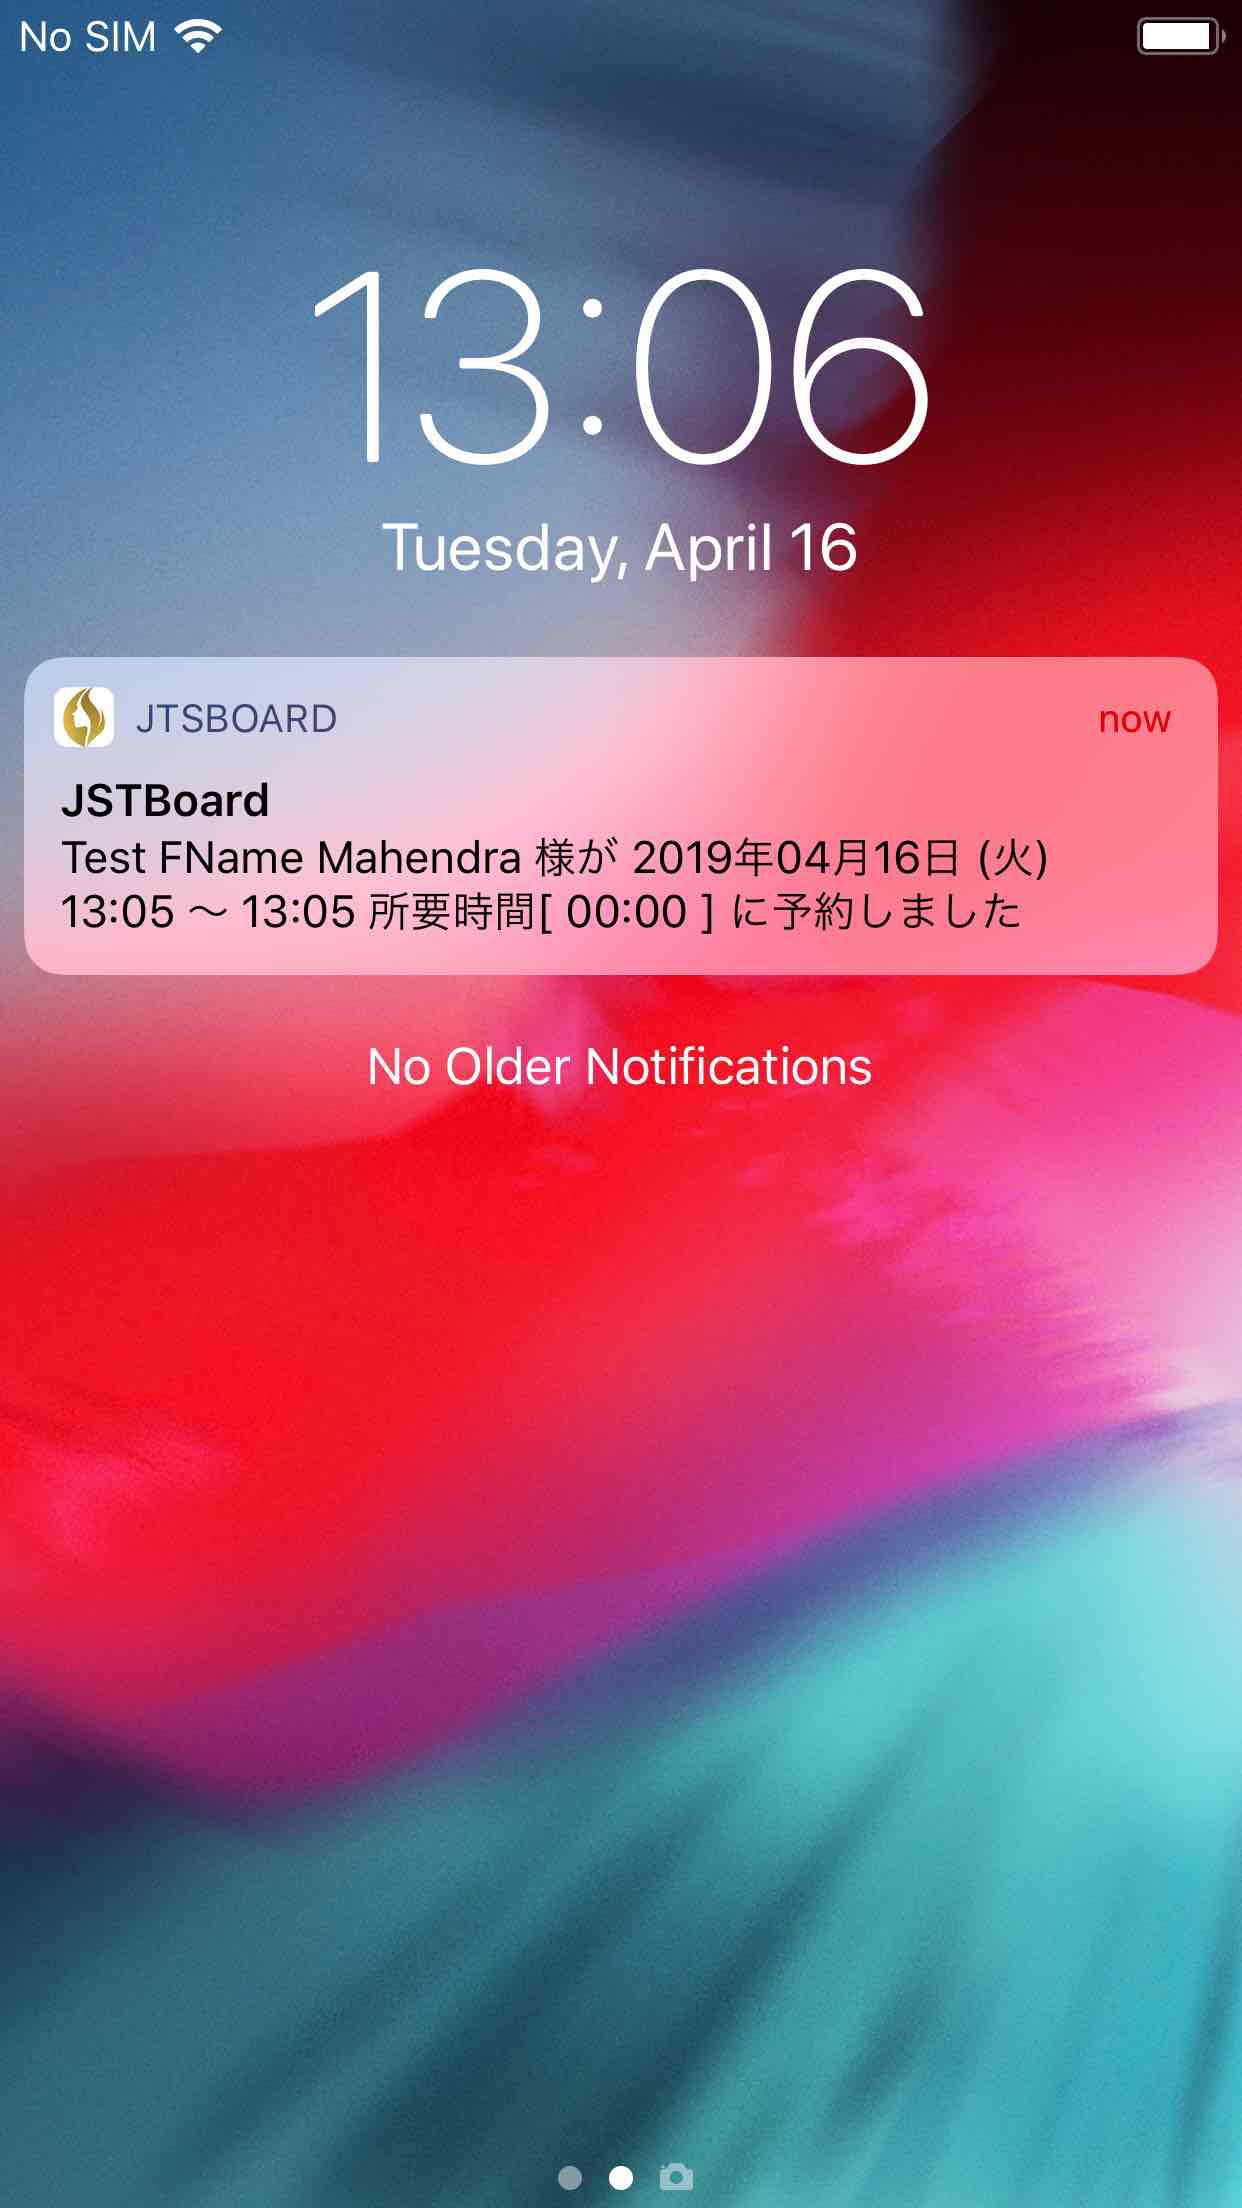 No SIM
13:06
Tuesday, April 16
JTSBOARD
now
JSTBoard
Test FName Mahendra 様が 2019年04月16日 (火)
13:05 〜 13:05 所要時間[ 00:00 ] に予約しました
No Older Notifications